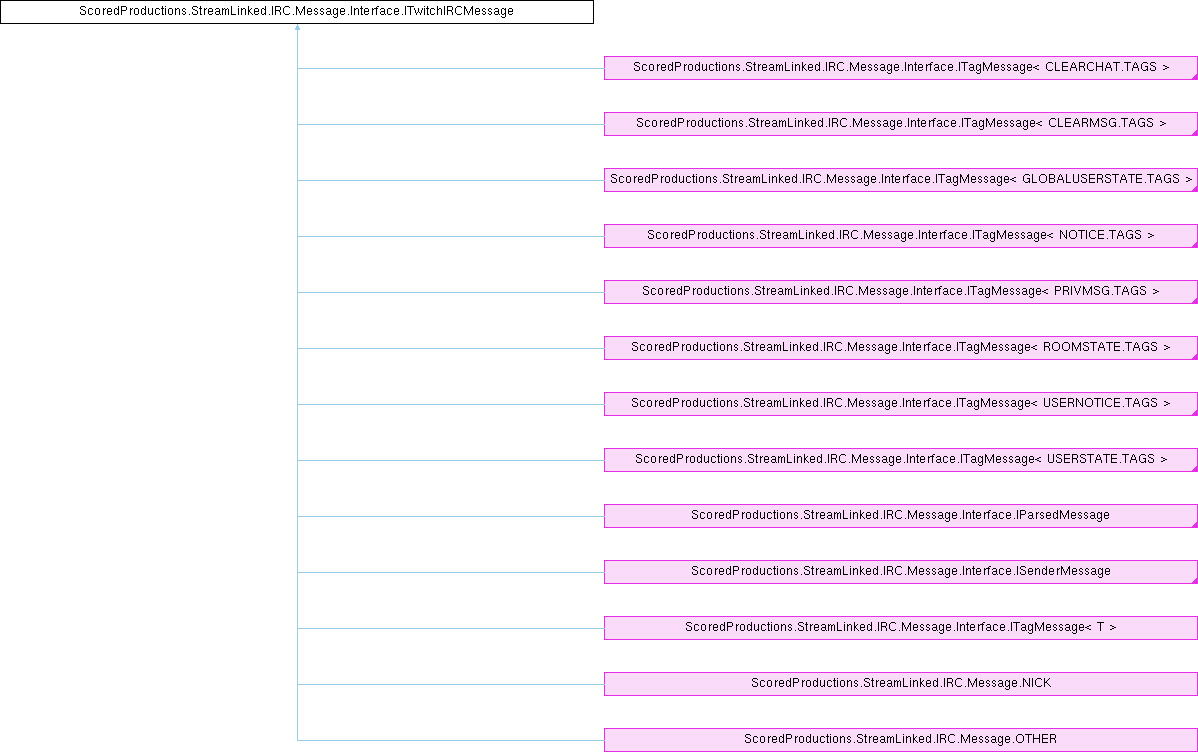 ScoredProductions.StreamLinked.IRC.Message.Interface.ITwitchIRCMessage
ScoredProductions.StreamLinked.IRC.Message.Interface.ITagMessage< CLEARCHAT.TAGS >
ScoredProductions.StreamLinked.IRC.Message.Interface.ITagMessage< CLEARMSG.TAGS >
ScoredProductions.StreamLinked.IRC.Message.Interface.ITagMessage< GLOBALUSERSTATE.TAGS >
ScoredProductions.StreamLinked.IRC.Message.Interface.ITagMessage< NOTICE.TAGS >
ScoredProductions.StreamLinked.IRC.Message.Interface.ITagMessage< PRIVMSG.TAGS >
ScoredProductions.StreamLinked.IRC.Message.Interface.ITagMessage< ROOMSTATE.TAGS >
ScoredProductions.StreamLinked.IRC.Message.Interface.ITagMessage< USERNOTICE.TAGS >
ScoredProductions.StreamLinked.IRC.Message.Interface.ITagMessage< USERSTATE.TAGS >
ScoredProductions.StreamLinked.IRC.Message.Interface.IParsedMessage
ScoredProductions.StreamLinked.IRC.Message.Interface.ISenderMessage
ScoredProductions.StreamLinked.IRC.Message.Interface.ITagMessage< T >
ScoredProductions.StreamLinked.IRC.Message.NICK
ScoredProductions.StreamLinked.IRC.Message.OTHER